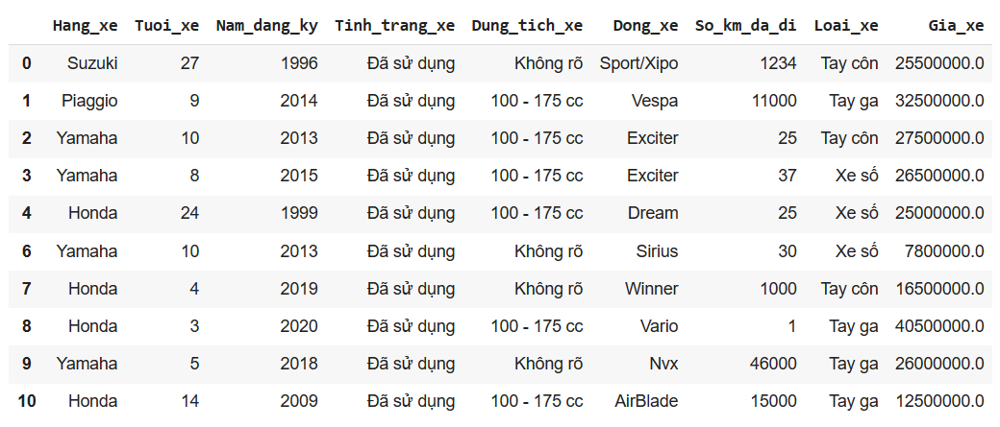 Hang_xe Tuoi_xe Nam_dang_ky Tinh_trang_xe Dung_tich_xe Dong_xe So_km_da_di Loai_xe Gia_xe
0 Suzuki 27 1996 Đã sử dụng Không rõ Sport/Xipo 1234 Tay côn 25500000.0
1 Piaggio 9 2014 Đã sử dụng 100 - 175 cc Vespa 11000 Tay ga 32500000.0
2 Yamaha 10 2013 Đã sử dụng 100 - 175 cc Exciter 25 Tay côn 27500000.0
3 Yamaha 8 2015 Đã sử dụng 100 - 175 cc Exciter 37 Xe số 26500000.0
4 Honda 24 1999 Đã sử dụng 100 - 175 cc Dream 25 Xe số 25000000.0
6 Yamaha 10 2013 Đã sử dụng Không rõ Sirius 30 Xe số 7800000.0
7 Honda 4 2019 Đã sử dụng Không rõ Winner 1000 Tay côn 16500000.0
8 Honda 3 2020 Đã sử dụng 100 - 175 cc Vario 1 Tay ga 40500000.0
9 Yamaha 5 2018 Đã sử dụng Không rõ Nvx 46000 Tay ga 26000000.0
10 Honda 14 2009 Đã sử dụng 100 - 175 cc AirBlade 15000 Tay ga 12500000.0